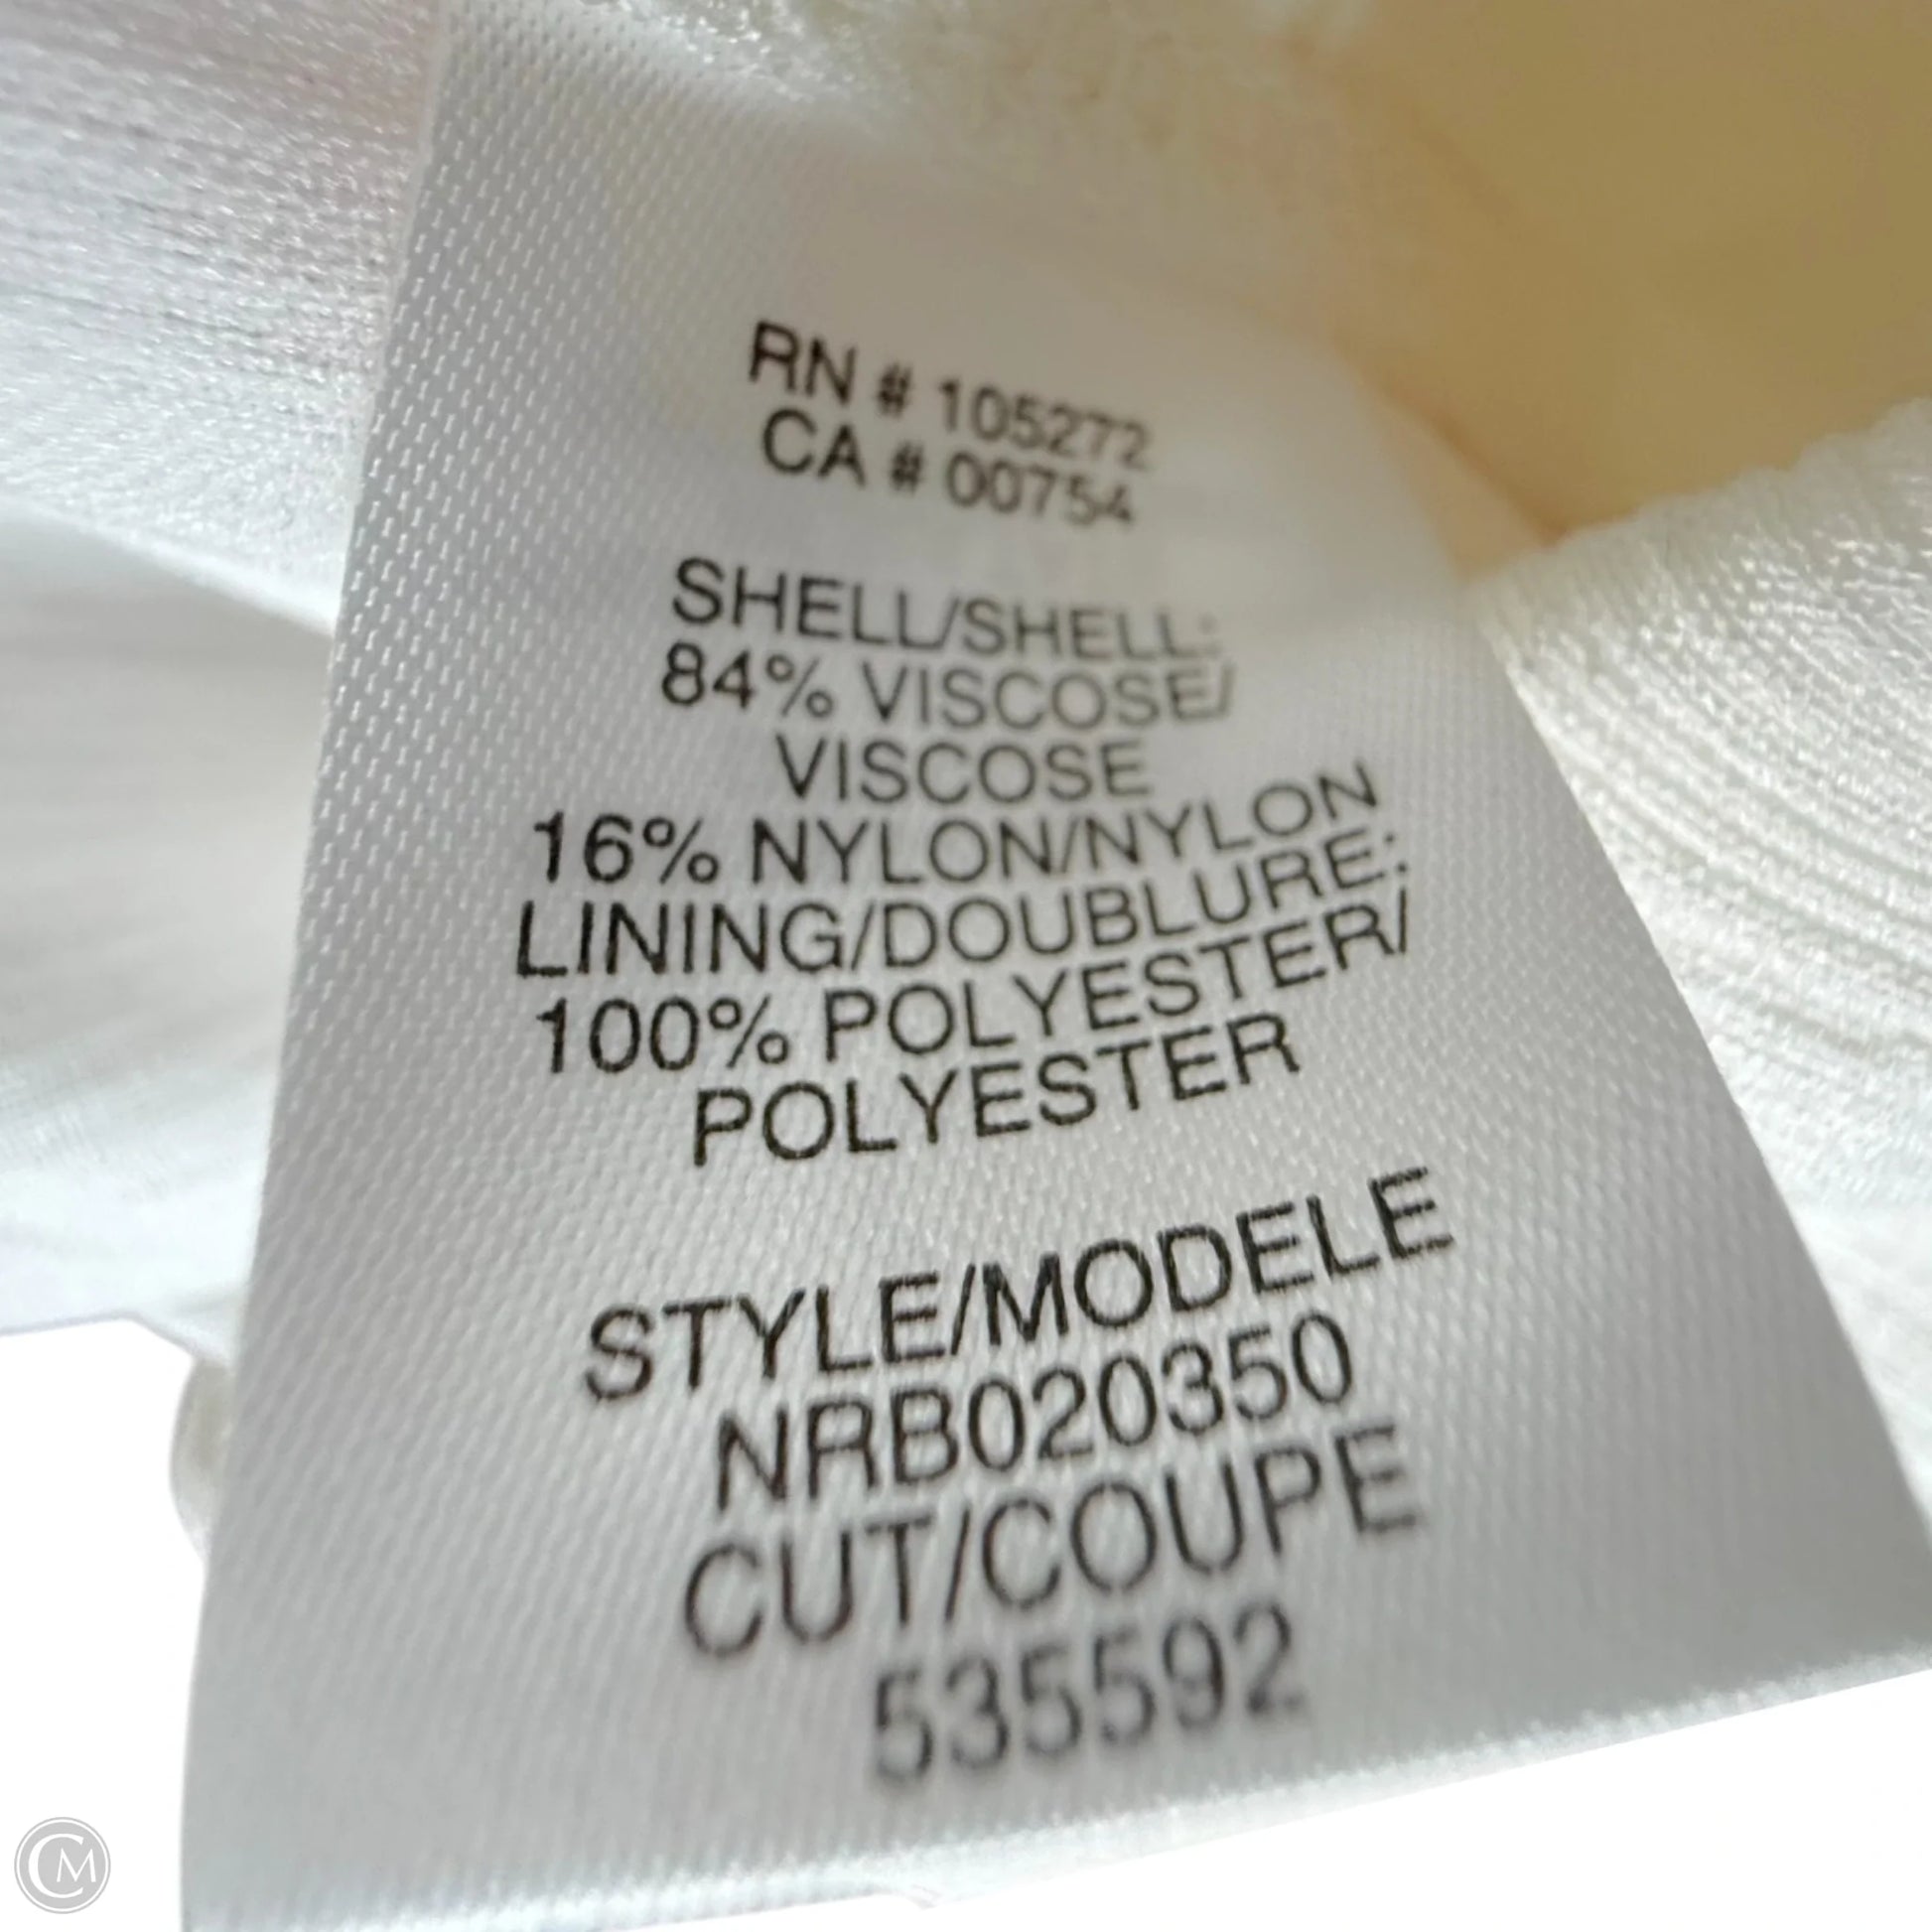 RN # 105272
CA # 00754
SHELL/SHELL:
84% VISCOSE/
VISCOSE
16% NYLON/NYLON
LINING/DOUBLURE:
100% POLYESTER/
POLYESTER
STYLE/MODELE
NRB020350
CUT/COUPE
535592
CM